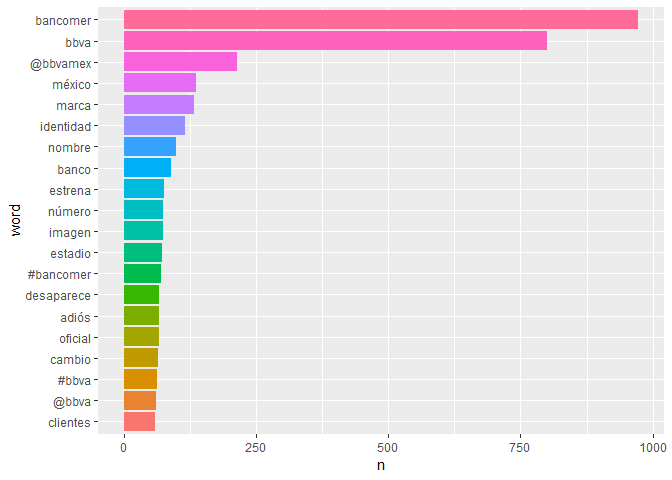 bancomer
bbva
@bbvamex
méxico
marca
identidad
nombre
banco
estrena
número
imagen
estadio
#bancomer
desaparece
adiós
oficial
cambio
#bbva
@bbva
clientes
word
0 250 500 750 1000
n